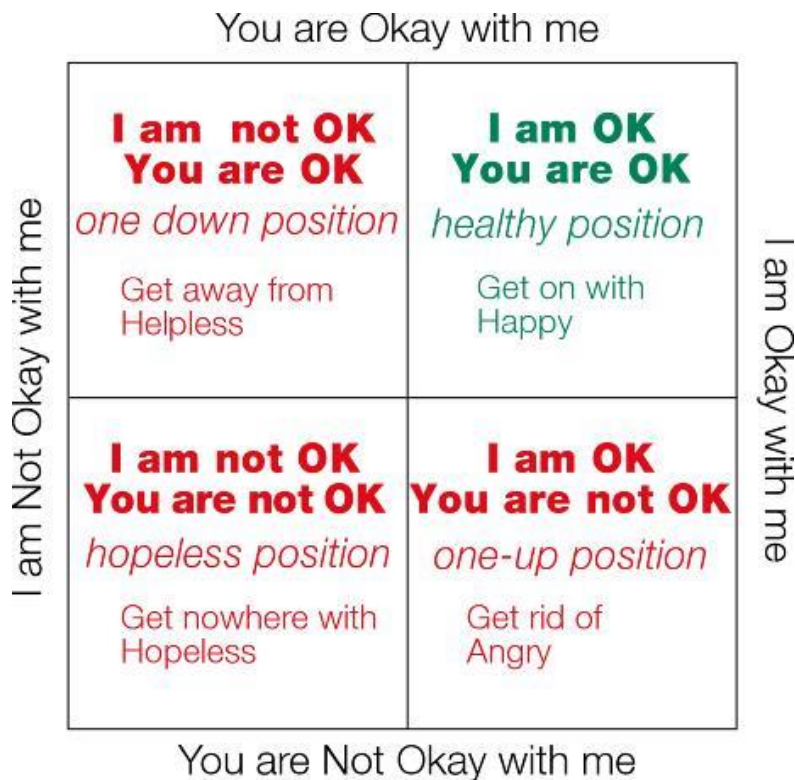 You are Okay with me
I am not OK
You are OK
one down position
Get away from
Helpless
I am OK
You are OK
healthy position
Get on with
Happy
I am Not Okay with me
I am Okay with me
I am not OK
You are not OK
hopeless position
Get nowhere with
Hopeless
I am OK
You are not OK
one-up position
Get rid of
Angry
You are Not Okay with me